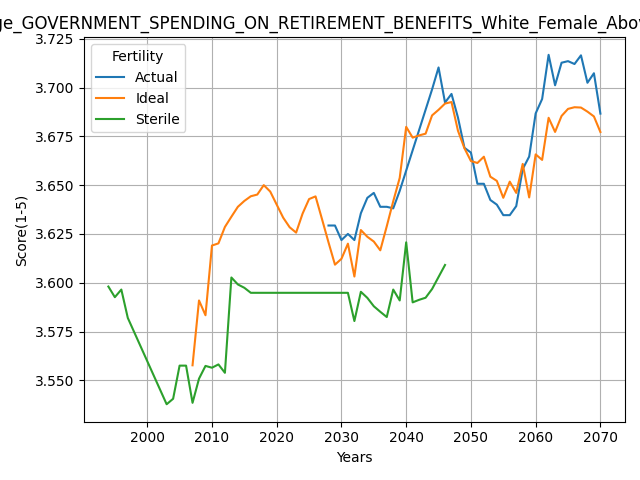 ge_GOVERNMENT_SPENDING_ON_RETIREMENT_BENEFITS_White_Female_Abo
3.725
3.700
3.675
3.650
3.625
3.600
3.575
3.550
Score(1-5)
Fertility
Actual
Ideal
Sterile
2000 2010 2020 2030 2040 2050 2060 2070
Years